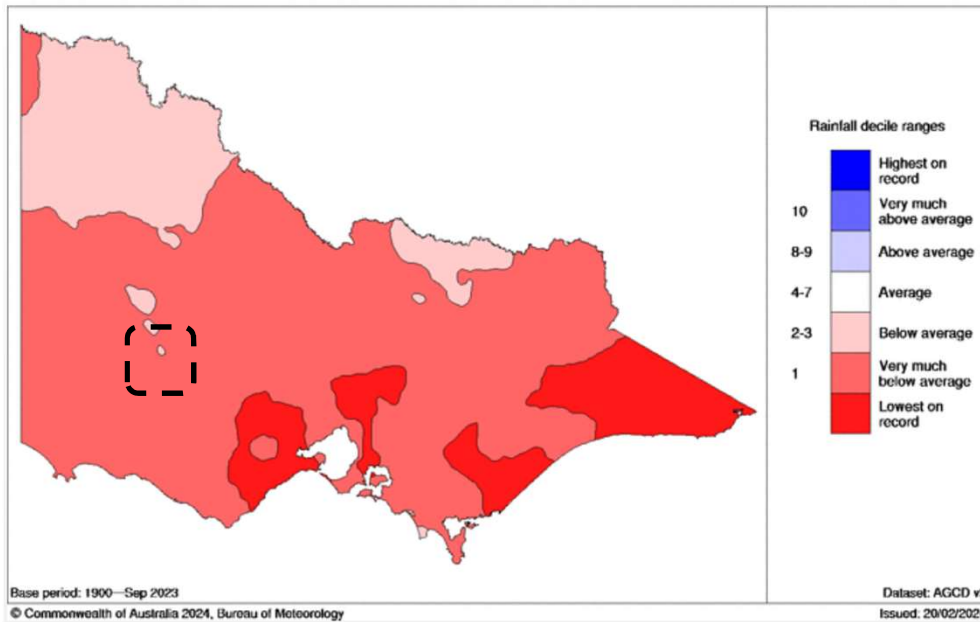 Rainfall decile ranges
Highest on
record
10
Very much
above average
8-9
Above average
4-7
Average
2-3
Below average
1
Very much
below average
Lowest on
record
Base period: 1900—Sep 2023
Dataset: AGCD v
© Commonwealth of Australia 2024, Bureau of Meteorology
Issued: 20/02/202